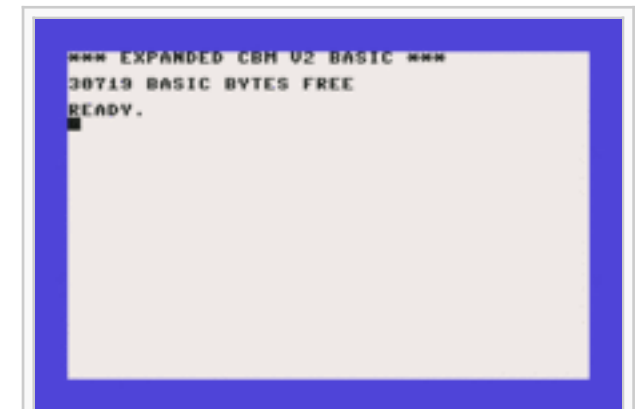 *** EXPANDED CBM V2 BASIC ***
30719 BASIC BYTES FREE
READY.